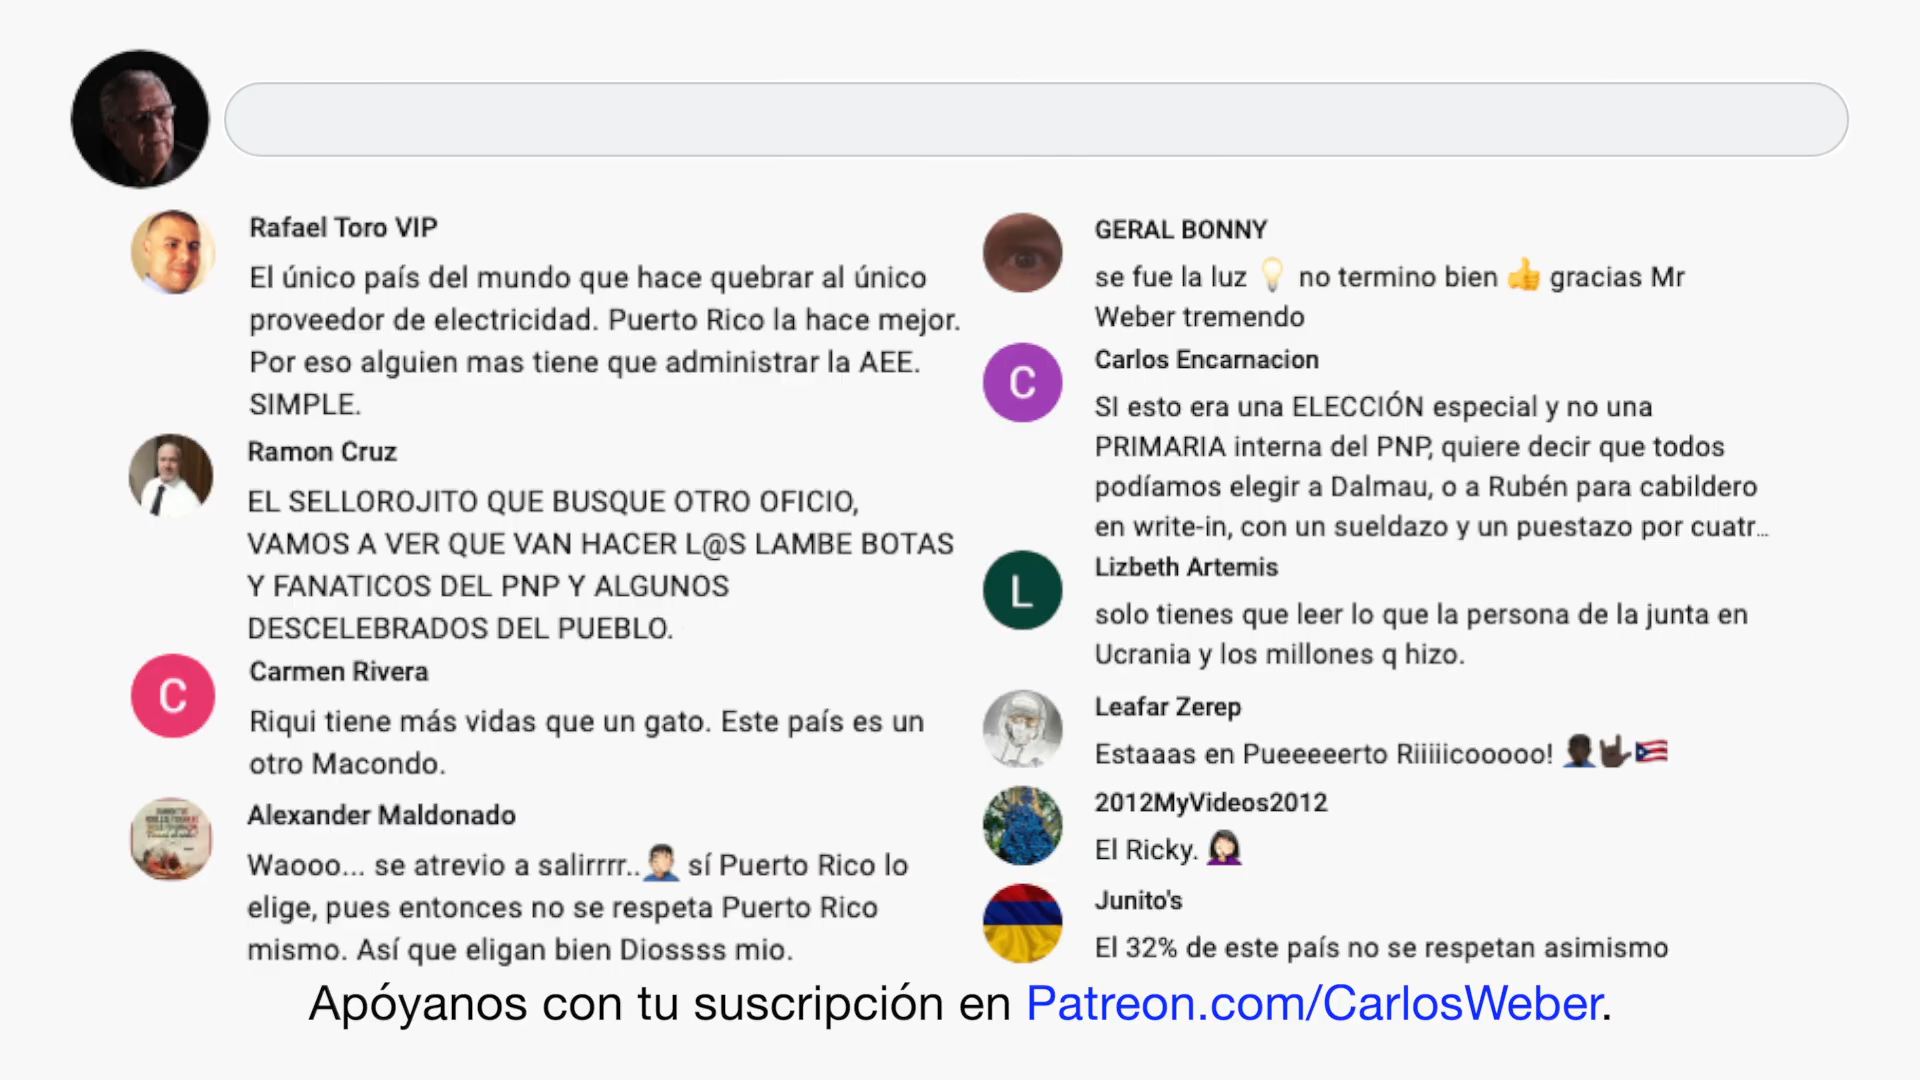 Rafael Toro VIP
El único país del mundo que hace quebrar al único
proveedor de electricidad. Puerto Rico la hace mejor.
Por eso alguien mas tiene que administrar la AEE.
SIMPLE.
Ramon Cruz
EL SELLOROJITO QUE BUSQUE OTRO OFICIO,
VAMOS A VER QUE VAN HACER L@S LAMBE BOTAS
Y FANATICOS DEL PNP Y ALGUNOS
DESCELEBRADOS DEL PUEBLO.
C
Carmen Rivera
Riqui tiene más vidas que un gato. Este país es un
otro Macondo.
Alexander Maldonado
Waooo... se atrevio a salirrrr..🤦🏻‍♂️ sí Puerto Rico lo
elige, pues entonces no se respeta Puerto Rico
mismo. Así que eligan bien Diossss mio.
GERAL BONNY
se fue la luz 💡 no termino bien 👍 gracias Mr
Weber tremendo
C
Carlos Encarnacion
SI esto era una ELECCIÓN especial y no una
PRIMARIA interna del PNP, quiere decir que todos
podíamos elegir a Dalmau, o a Rubén para cabildero
en write-in, con un sueldazo y un puestazo por cuatr...
L
Lizbeth Artemis
solo tienes que leer lo que la persona de la junta en
Ucrania y los millones q hizo.
Leafar Zerep
Estaaas en Pueeeeerto Riiiiicooooo! 👨🏿‍🦲🤟🏿🇵🇷
2012MyVideos2012
El Ricky. 🤦🏻‍♀️
Junito's
El 32% de este país no se respetan asimismo
Apóyanos con tu suscripción en Patreon.com/CarlosWeber.